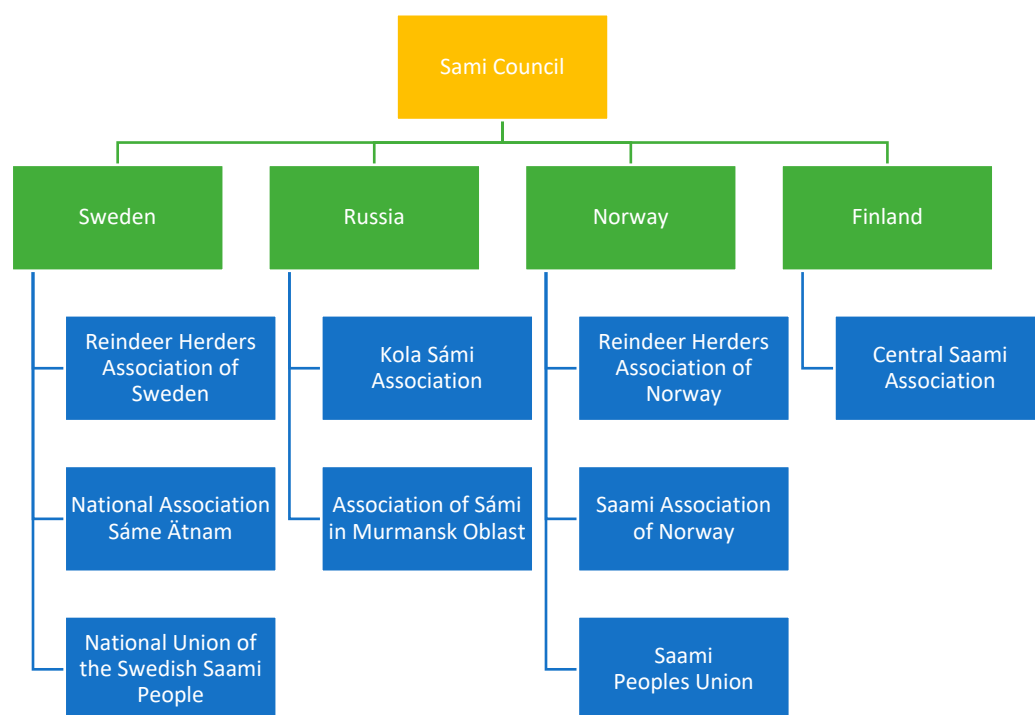 Sami Council
Sweden
Russia
Norway
Finland
Reindeer Herders
Association of
Sweden
Kola Sámi
Association
Reindeer Herders
Association of
Norway
Central Saami
Association
National Association
Sáme Ätnam
Association of Sámi
in Murmansk Oblast
Saami Association
of Norway
National Union of
the Swedish Saami
People
Saami
Peoples Union